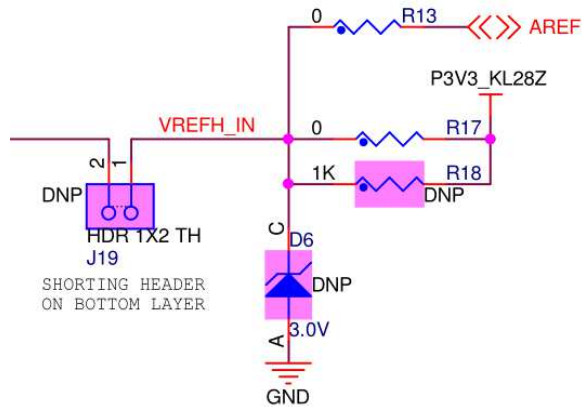 0
R13
AREF
P3V3_KL28Z
VREFH_IN
0
R17
2
1
1K
R18
DNP
DNP
HDR 1X2 TH
J19
C
D6
DNP
SHORTING HEADER
ON BOTTOM LAYER
A
3.0V
GND